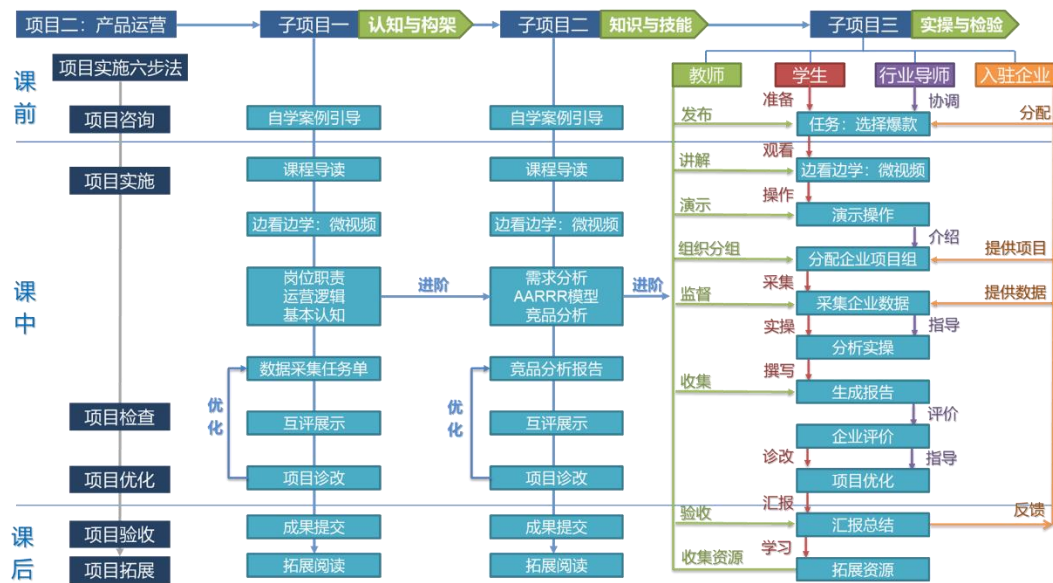 项目二：产品运营
子项目一
认知与构架
子项目二
知识与技能
子项目三
实操与检验
课前
项目实施六步法
项目咨询
自学案例引导
自学案例引导
教师
学生
行业导师
入驻企业
准备
协调
发布
任务：选择爆款
分配
课中
项目实施
项目检查
项目优化
课程导读
边看边学：微视频
岗位职责
运营逻辑
基本认知
进阶
数据采集任务单
互评展示
项目诊改
优化
课程导读
边看边学：微视频
需求分析
AARRR模型
竞品分析
进阶
竞品分析报告
互评展示
项目诊改
优化
观看
讲解
边看边学：微视频
操作
演示
演示操作
介绍
组织分组
分配企业项目组
提供项目
采集
监督
采集企业数据
提供数据
实操
指导
分析实操
撰写
收集
生成报告
评价
企业评价
诊改
指导
项目优化
课后
项目验收
项目拓展
成果提交
拓展阅读
成果提交
拓展阅读
汇报
验收
汇报总结
反馈
学习
收集资源
拓展资源